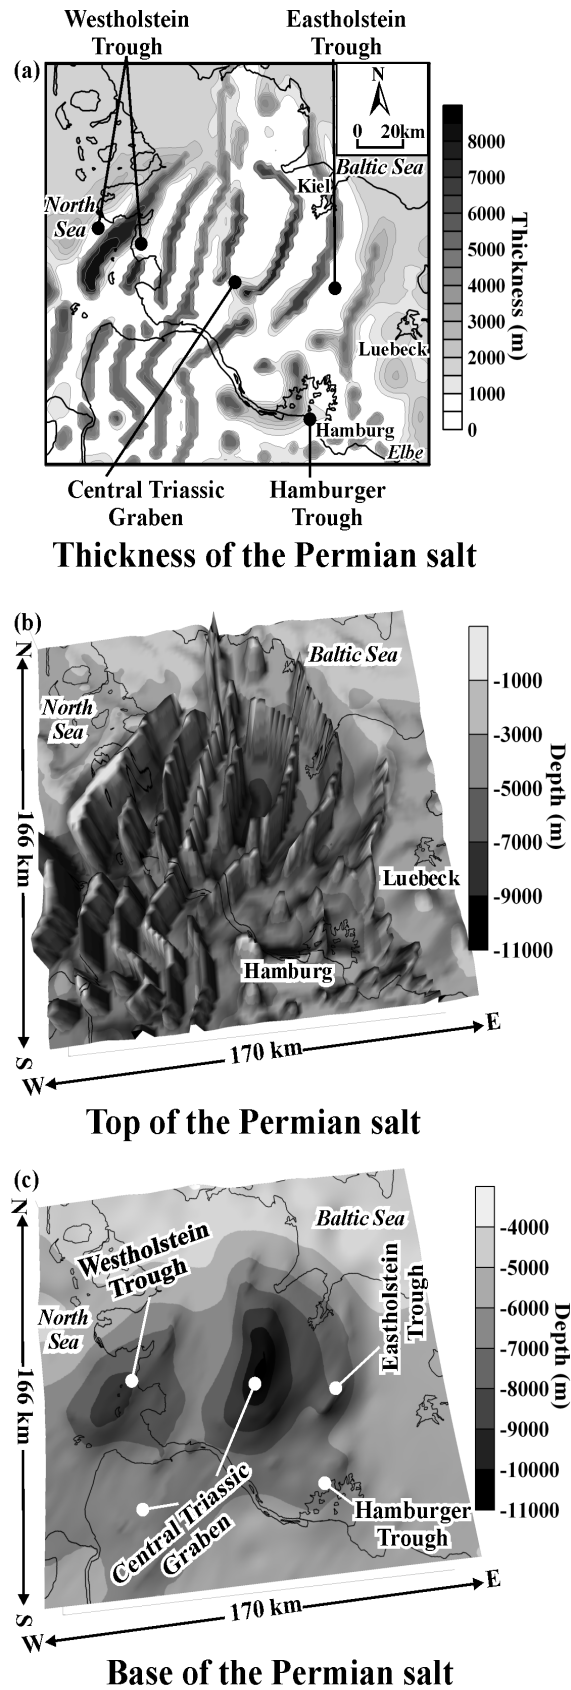 Westholstein
Trough
Eastholstein
Trough
(a)
N
0 20km
Baltic Sea
Kiel
North
Sea
Luebeck
Hamburg
Elbe
8000
7000
6000
5000
4000
3000
2000
1000
0
Thickness (m)
Central Triassic
Graben
Hamburger
Trough
Thickness of the Permian salt
(b)
N
Baltic Sea
North
Sea
166 km
Luebeck
Hamburg
S
W
170 km
E
-1000
-3000
-5000
-7000
-9000
-11000
Depth (m)
Top of the Permian salt
(c)
N
Baltic Sea
Westholstein
Trough
North
Sea
Eastholstein
Trough
166 km
Central Triassic
Graben
Hamburger
Trough
S
W
170 km
E
-4000
-5000
-6000
-7000
-8000
-9000
-10000
-11000
Depth (m)
Base of the Permian salt